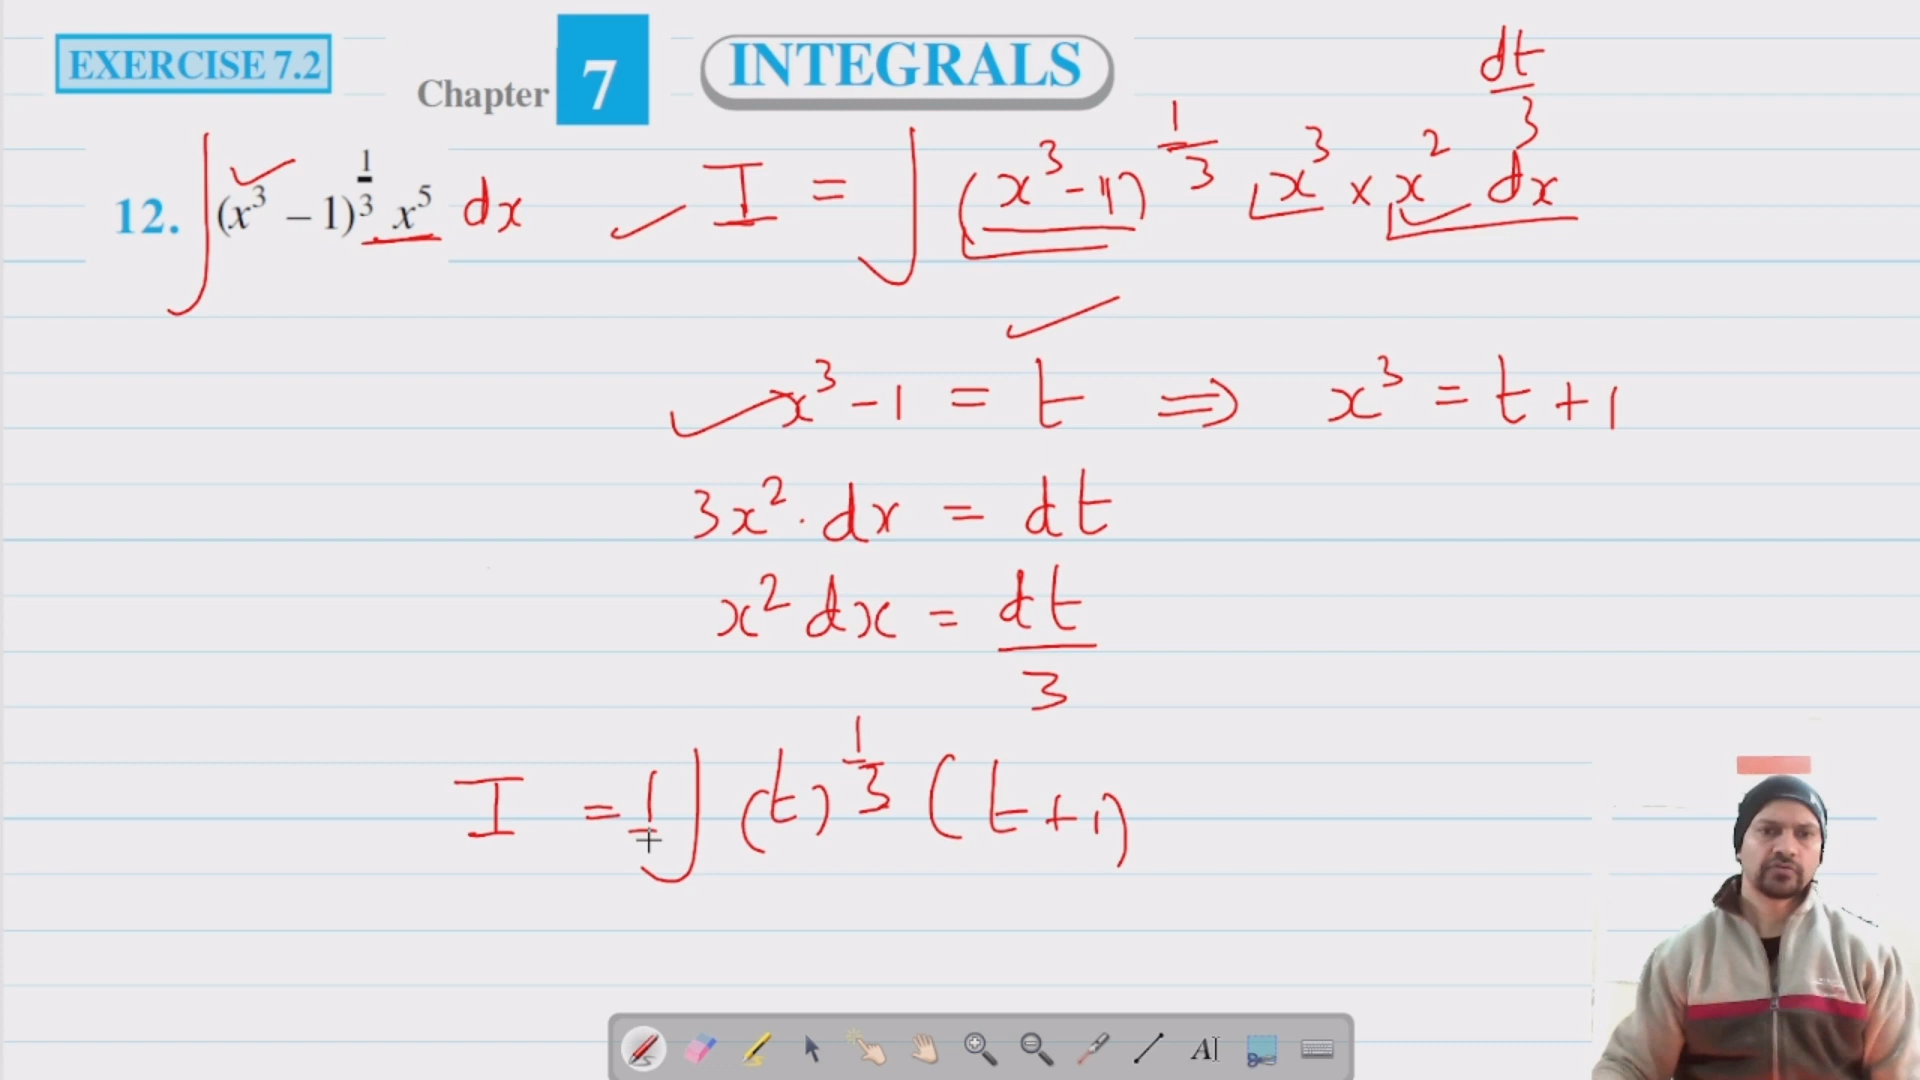 EXERCISE 7.2
Chapter 7 INTEGRALS
12. ∫(x³ – 1)^(1/3) x⁵ dx
I = ∫(x³-1)^(1/3) x³ × x² dx
dt/3
x³-1 = t ⇒ x³ = t+1
3x².dx = dt
x² dx = dt/3
I = 1 ∫(t)^(1/3) (t+1)
AI